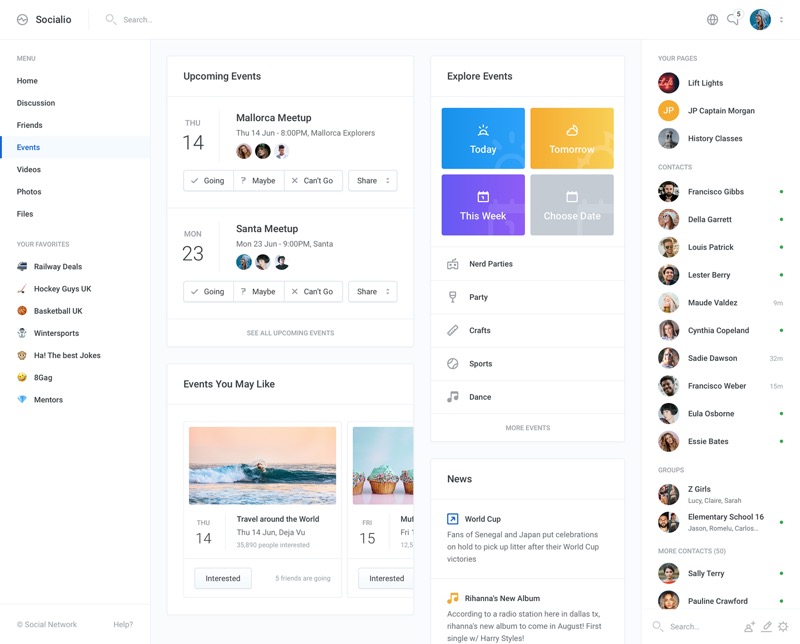 Socialio
Search...
5
MENU
Home
Discussion
Friends
Events
Videos
Photos
Files
YOUR FAVORITES
Railway Deals
Hockey Guys UK
Basketball UK
Wintersports
Ha! The best Jokes
8Gag
Mentors
© Social Network
Help?
Upcoming Events
THU
14
Mallorca Meetup
Thu 14 Jun - 8:00PM, Mallorca Explorers
Going
? Maybe
Can't Go
Share
MON
23
Santa Meetup
Mon 23 Jun - 9:00PM, Santa
Going
? Maybe
Can't Go
Share
SEE ALL UPCOMING EVENTS
Events You May Like
THU
14
Travel around the World
Thu 14 Jun, Deja Vu
35,890 people interested
Interested
5 friends are going
FRI
15
Interested
Explore Events
Today
Tomorrow
This Week
Choose Date
Nerd Parties
Party
Crafts
Sports
Dance
MORE EVENTS
News
World Cup
Fans of Senegal and Japan put celebrations
on hold to pick up litter after their World Cup
victories
Rihanna's New Album
According to a radio station here in dallas tx,
rihanna's new album to come in August! First
single w/ Harry Styles!
YOUR PAGES
Lift Lights
JP
JP Captain Morgan
History Classes
CONTACTS
Francisco Gibbs
Della Garrett
Louis Patrick
Lester Berry
Maude Valdez
9m
Cynthia Copeland
Sadie Dawson
32m
Francisco Weber
15m
Eula Osborne
Essie Bates
GROUPS
Z Girls
Lucy, Claire, Sarah
Elementary School 16
Jason, Romelu, Carlos...
MORE CONTACTS (50)
Sally Terry
Pauline Crawford
Search...